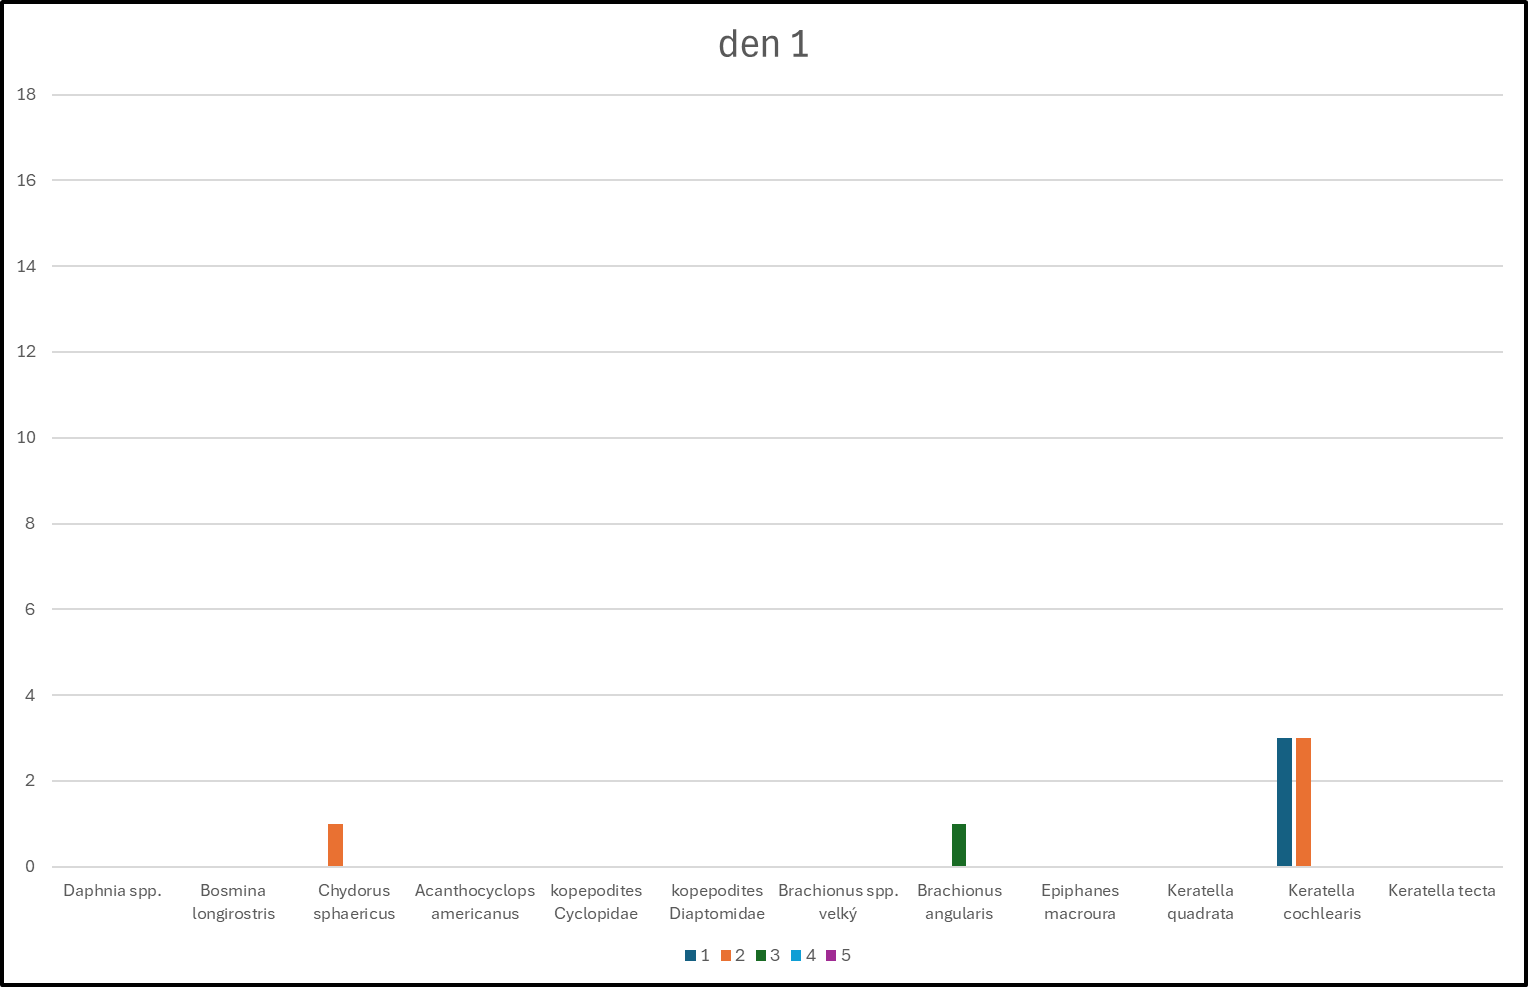 den 1
18
16
14
12
10
8
6
4
2
0
Daphnia spp.
Bosmina
longirostris
Chydorus
sphaericus
Acanthocyclops
americanus
kopepodites
Cyclopidae
kopepodites
Diaptomidae
Brachionus spp.
velký
Brachionus
angularis
Epiphanes
macroura
Keratella
quadrata
Keratella
cochlearis
Keratella tecta
1 2 3 4 5